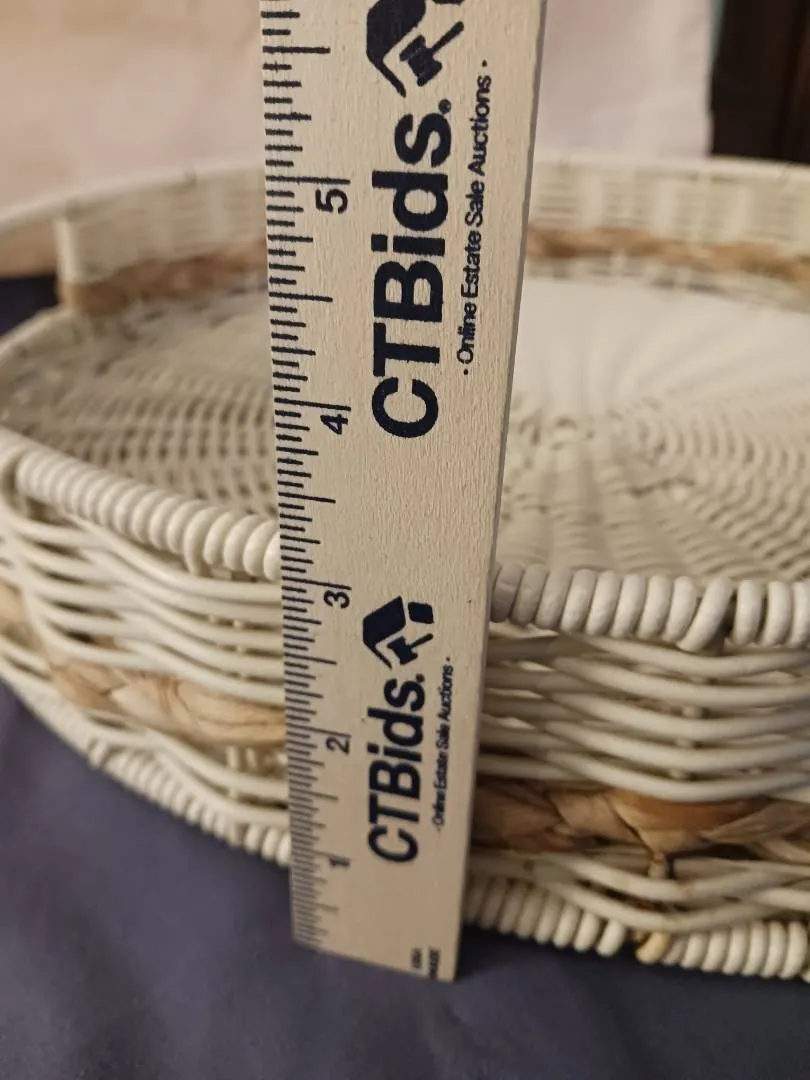 5
4
3
2
1
CTBids.
· Online Estate Sale Auctions ·
CTBids.
· Online Estate Sale Auctions ·